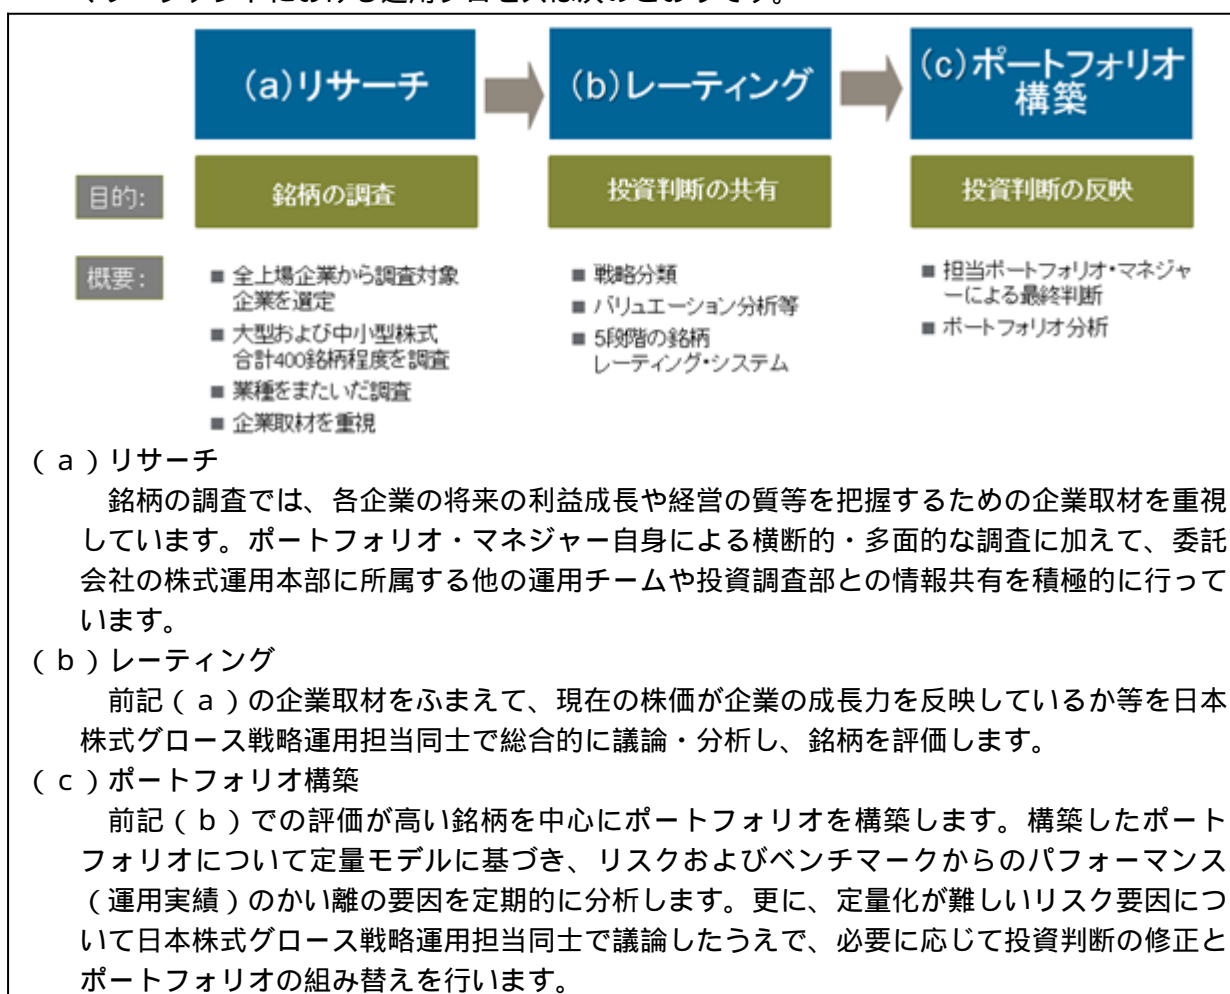 マザーファンドにおける運用プロセスは次のとおりです。
(a)リサーチ
(b)レーティング
(c)ポートフォリオ
構築
目的:
銘柄の調査
投資判断の共有
投資判断の反映
概要:
■ 全上場企業から調査対象
企業を選定
■ 大型および中小型株式
合計400銘柄程度を調査
■ 業種をまたいだ調査
■ 企業取材を重視
■ 戦略分類
■ バリュエーション分析等
■ 5段階の銘柄
レーティング・システム
■ 担当ポートフォリオ・マネジャ
ーによる最終判断
■ ポートフォリオ分析
(a)リサーチ
銘柄の調査では、各企業の将来の利益成長や経営の質等を把握するための企業取材を重視
しています。ポートフォリオ・マネジャー自身による横断的・多面的な調査に加えて、委託
会社の株式運用本部に所属する他の運用チームや投資調査部との情報共有を積極的に行って
います。
(b)レーティング
前記(a)の企業取材をふまえて、現在の株価が企業の成長力を反映しているか等を日本
株式グロース戦略運用担当同士で総合的に議論・分析し、銘柄を評価します。
(c)ポートフォリオ構築
前記(b)での評価が高い銘柄を中心にポートフォリオを構築します。構築したポート
フォリオについて定量モデルに基づき、リスクおよびベンチマークからのパフォーマンス
(運用実績)のかい離の要因を定期的に分析します。更に、定量化が難しいリスク要因につ
いて日本株式グロース戦略運用担当同士で議論したうえで、必要に応じて投資判断の修正と
ポートフォリオの組み替えを行います。